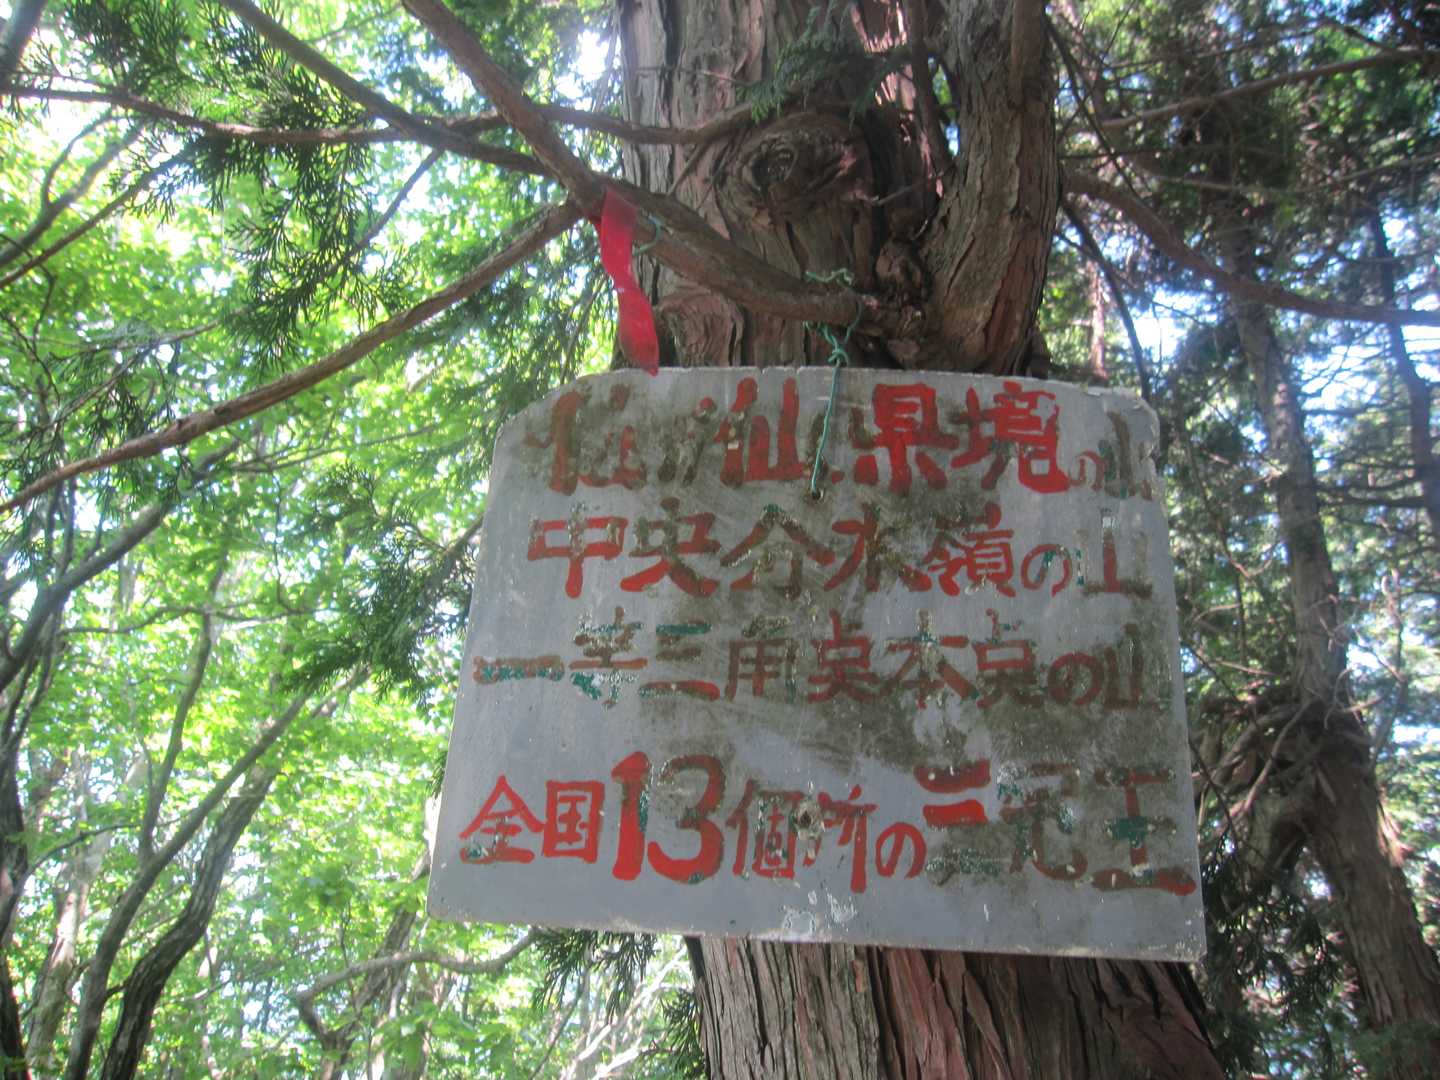 仙県境の山
中央分水嶺の山
一等三角点本点の山
全国13個所の三冠王